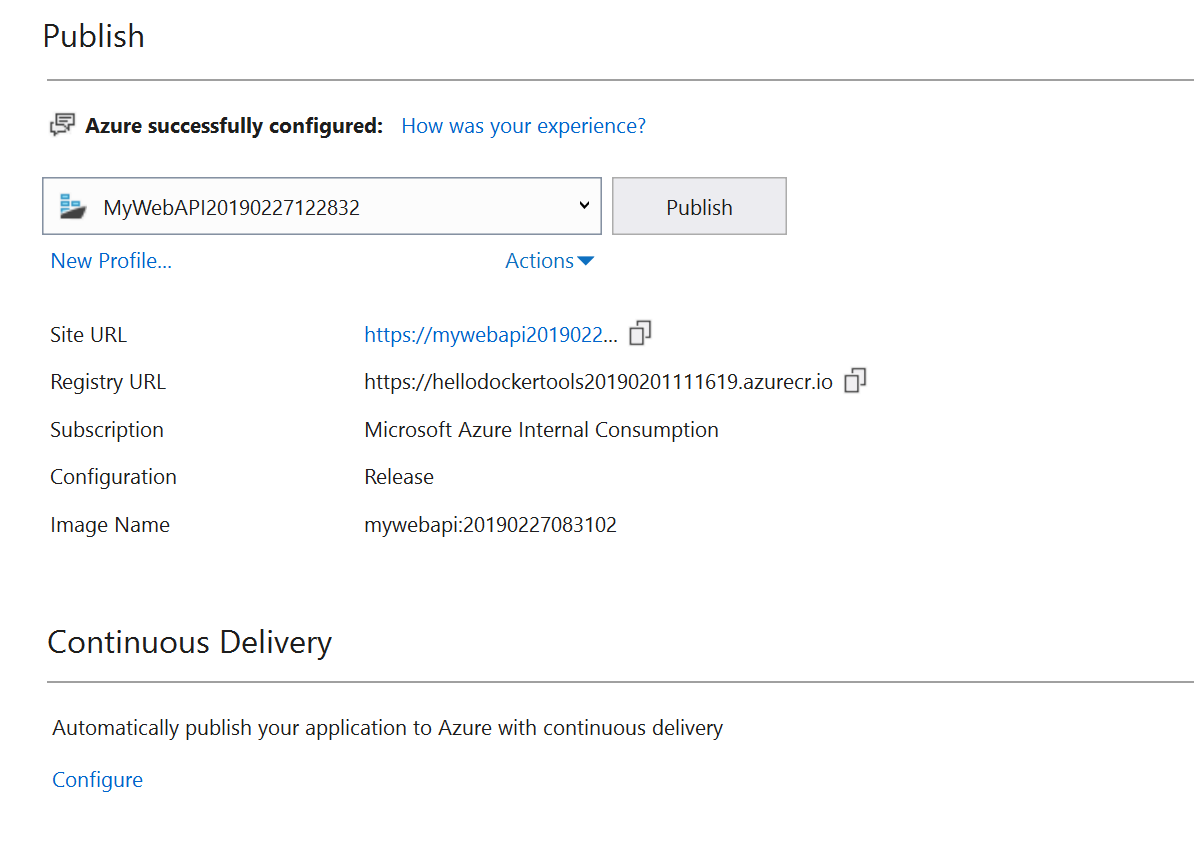 Publish
Azure successfully configured: How was your experience?
MyWebAPI20190227122832 Publish
New Profile... Actions
Site URL https://mywebapi2019022...
Registry URL https://hellodockertools20190201111619.azurecr.io
Subscription Microsoft Azure Internal Consumption
Configuration Release
Image Name mywebapi:20190227083102
Continuous Delivery
Automatically publish your application to Azure with continuous delivery
Configure